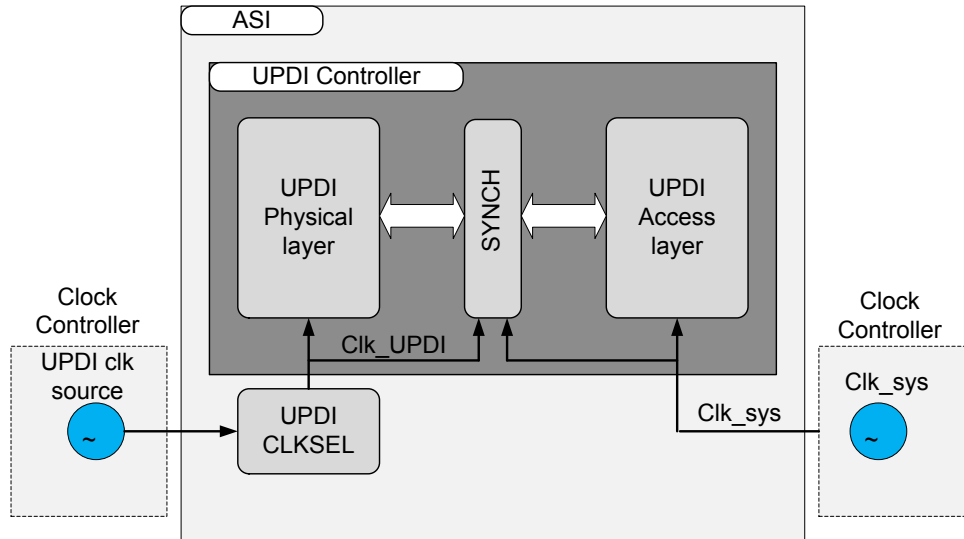 ASI
UPDI Controller
UPDI
Physical
layer
SYNCH
UPDI
Access
layer
Clock
Controller
UPDI clk
source
~
Clk_UPDI
UPDI
CLKSEL
Clk_sys
Clock
Controller
Clk_sys
~